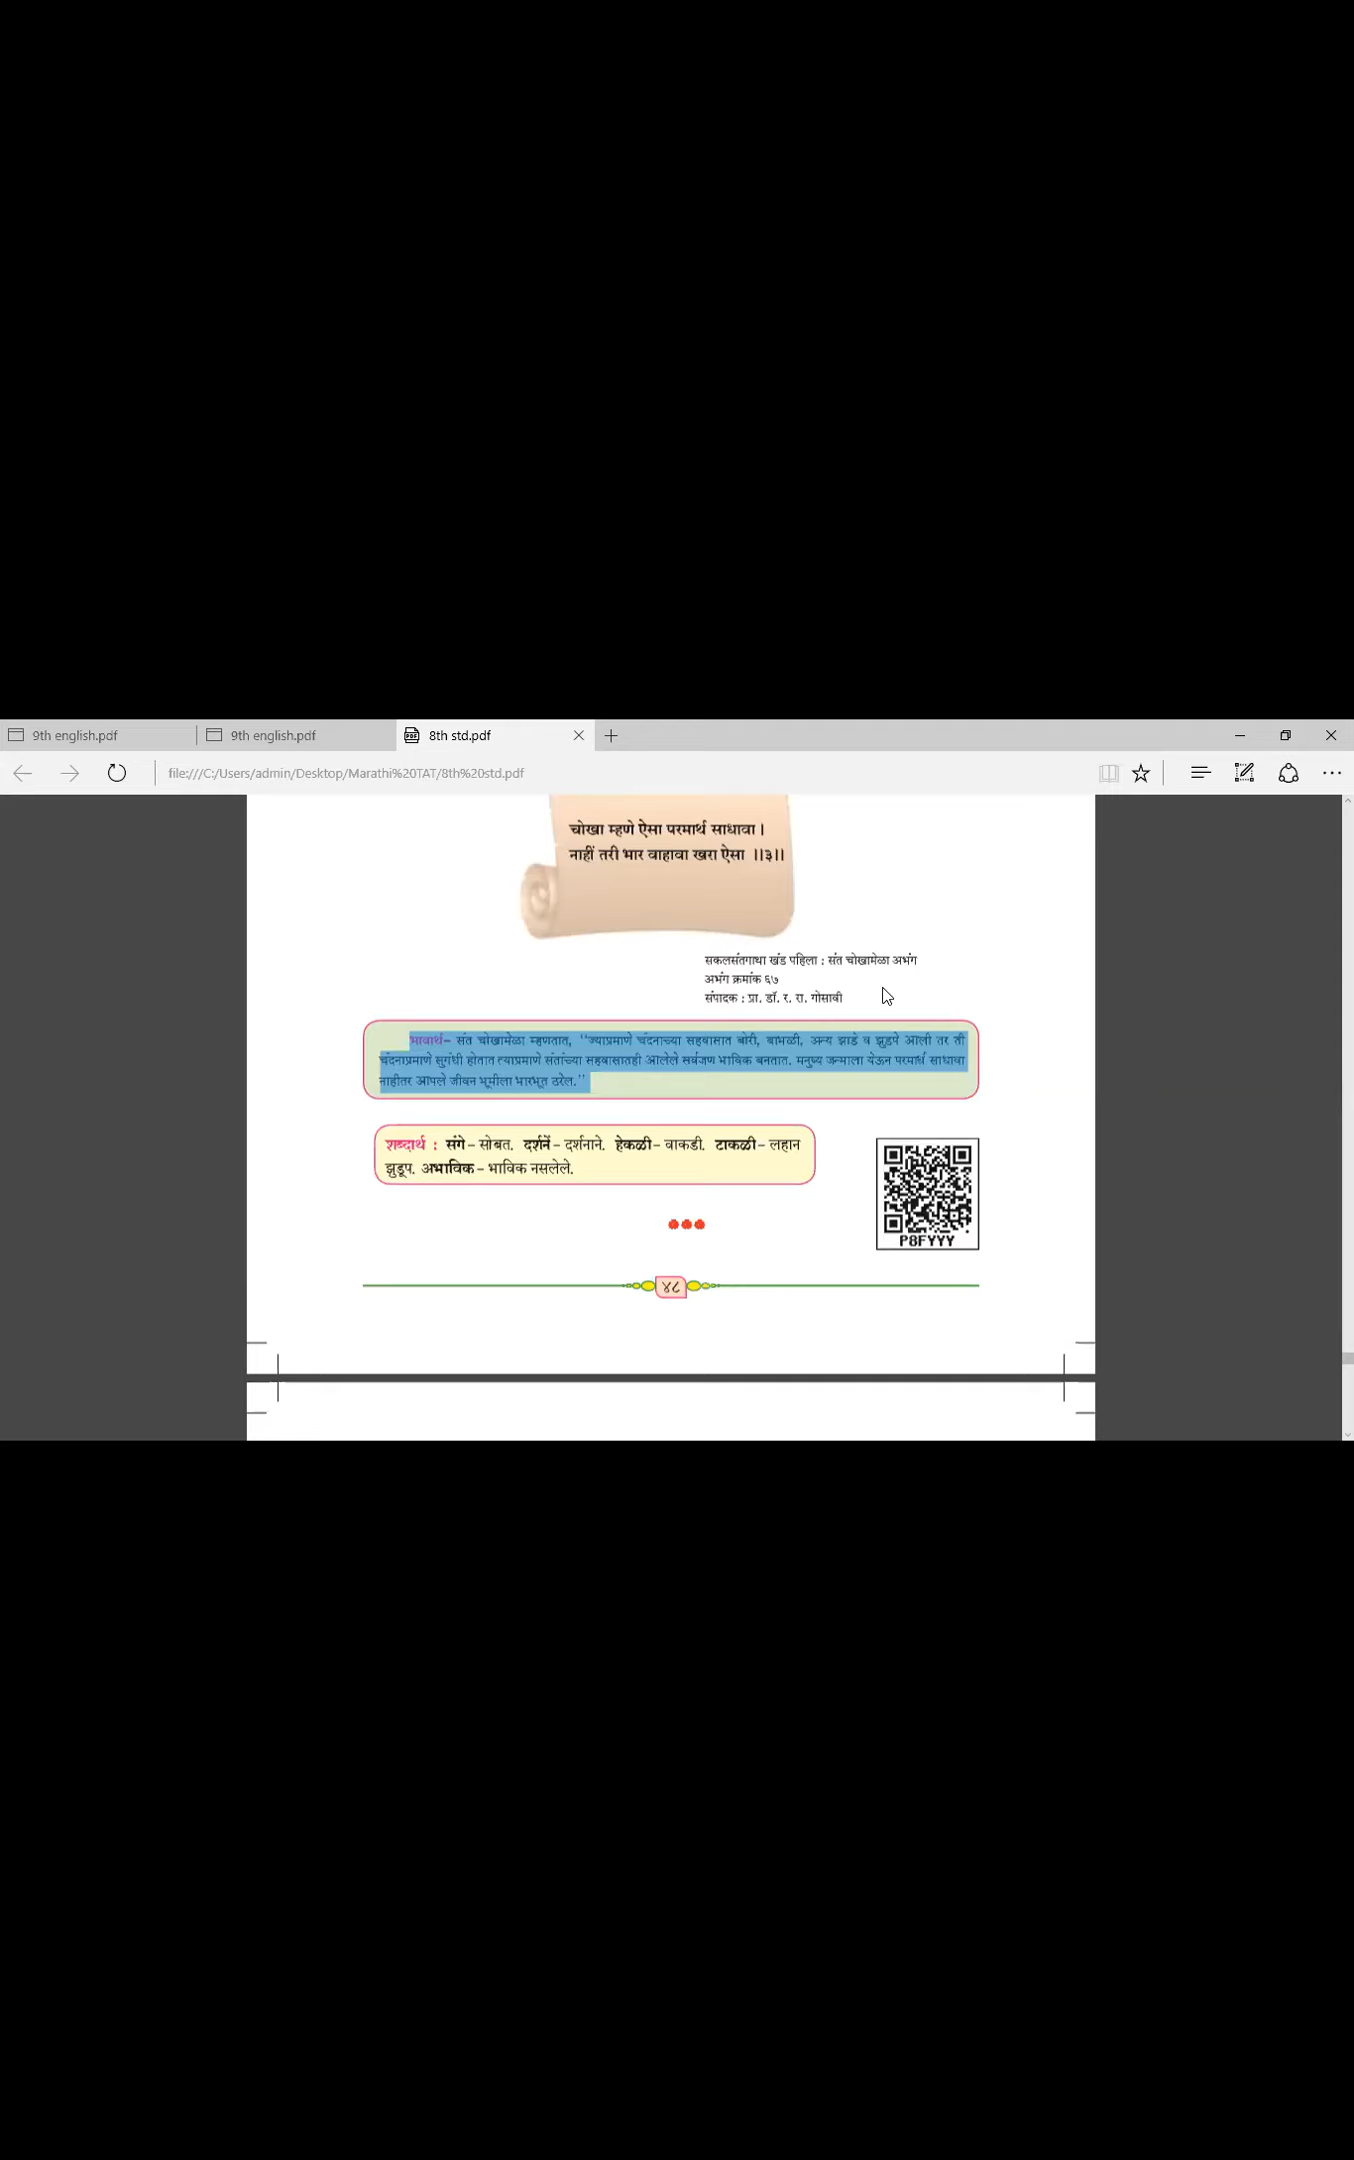 9th english.pdf
9th english.pdf
8th std.pdf
file:///C:/Users/admin/Desktop/Marathi%20TAT/8th%20std.pdf
चोखा म्हणे ऐसा परमार्थ साधावा ।
नाहीं तरी भार वाहावा खरा ऐसा ।।३।।
सकलसंतगाथा खंड पहिला : संत चोखामेळा अभंग
अभंग क्रमांक ६७
संपादक : प्रा. डॉ. र. रा. गोसावी
भावार्थ- संत चोखामेळा म्हणतात, ‘‘ज्याप्रमाणे चंदनाच्या सहवासात बोरी, बाभळी, अन्य झाडे व झुडपे आली तर ती
चंदनाप्रमाणे सुगंधी होतात त्याप्रमाणे संतांच्या सहवासातही आलेले सर्वजण भाविक बनतात. मनुष्य जन्माला येऊन परमार्थ साधावा
नाहीतर आपले जीवन भूमीला भारभूत ठरेल.’’
शब्दार्थ : संगे - सोबत. दर्शनें - दर्शनाने. हेकळी - वाकडी. टाकळी - लहान
झुडूप. अभाविक - भाविक नसलेले.
P8FYYY
४८